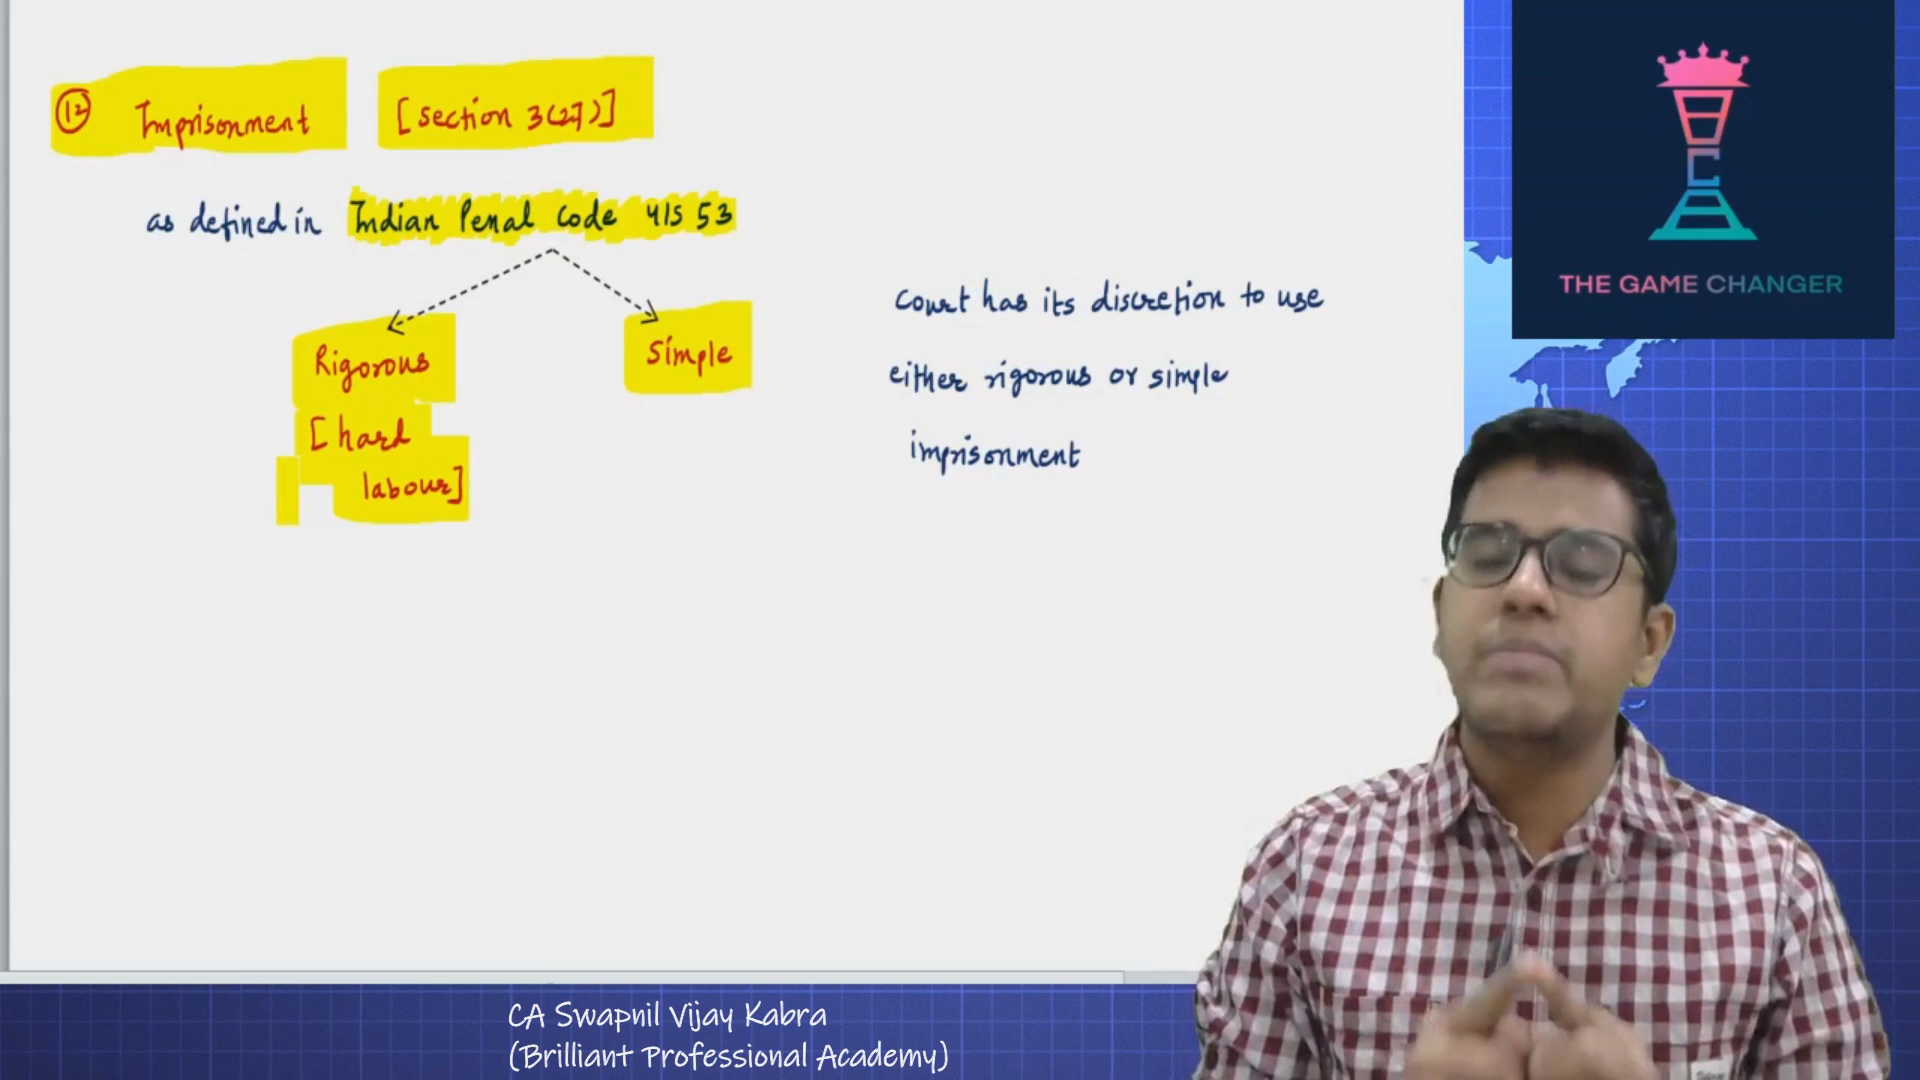 12 Imprisonment [section 3(27)]
as defined in Indian Penal Code u/s 53
Rigorous
[hard
labour]
Simple
Court has its discretion to use
either rigorous or simple
imprisonment
THE GAME CHANGER
CA Swapnil Vijay Kabra
(Brilliant Professional Academy)